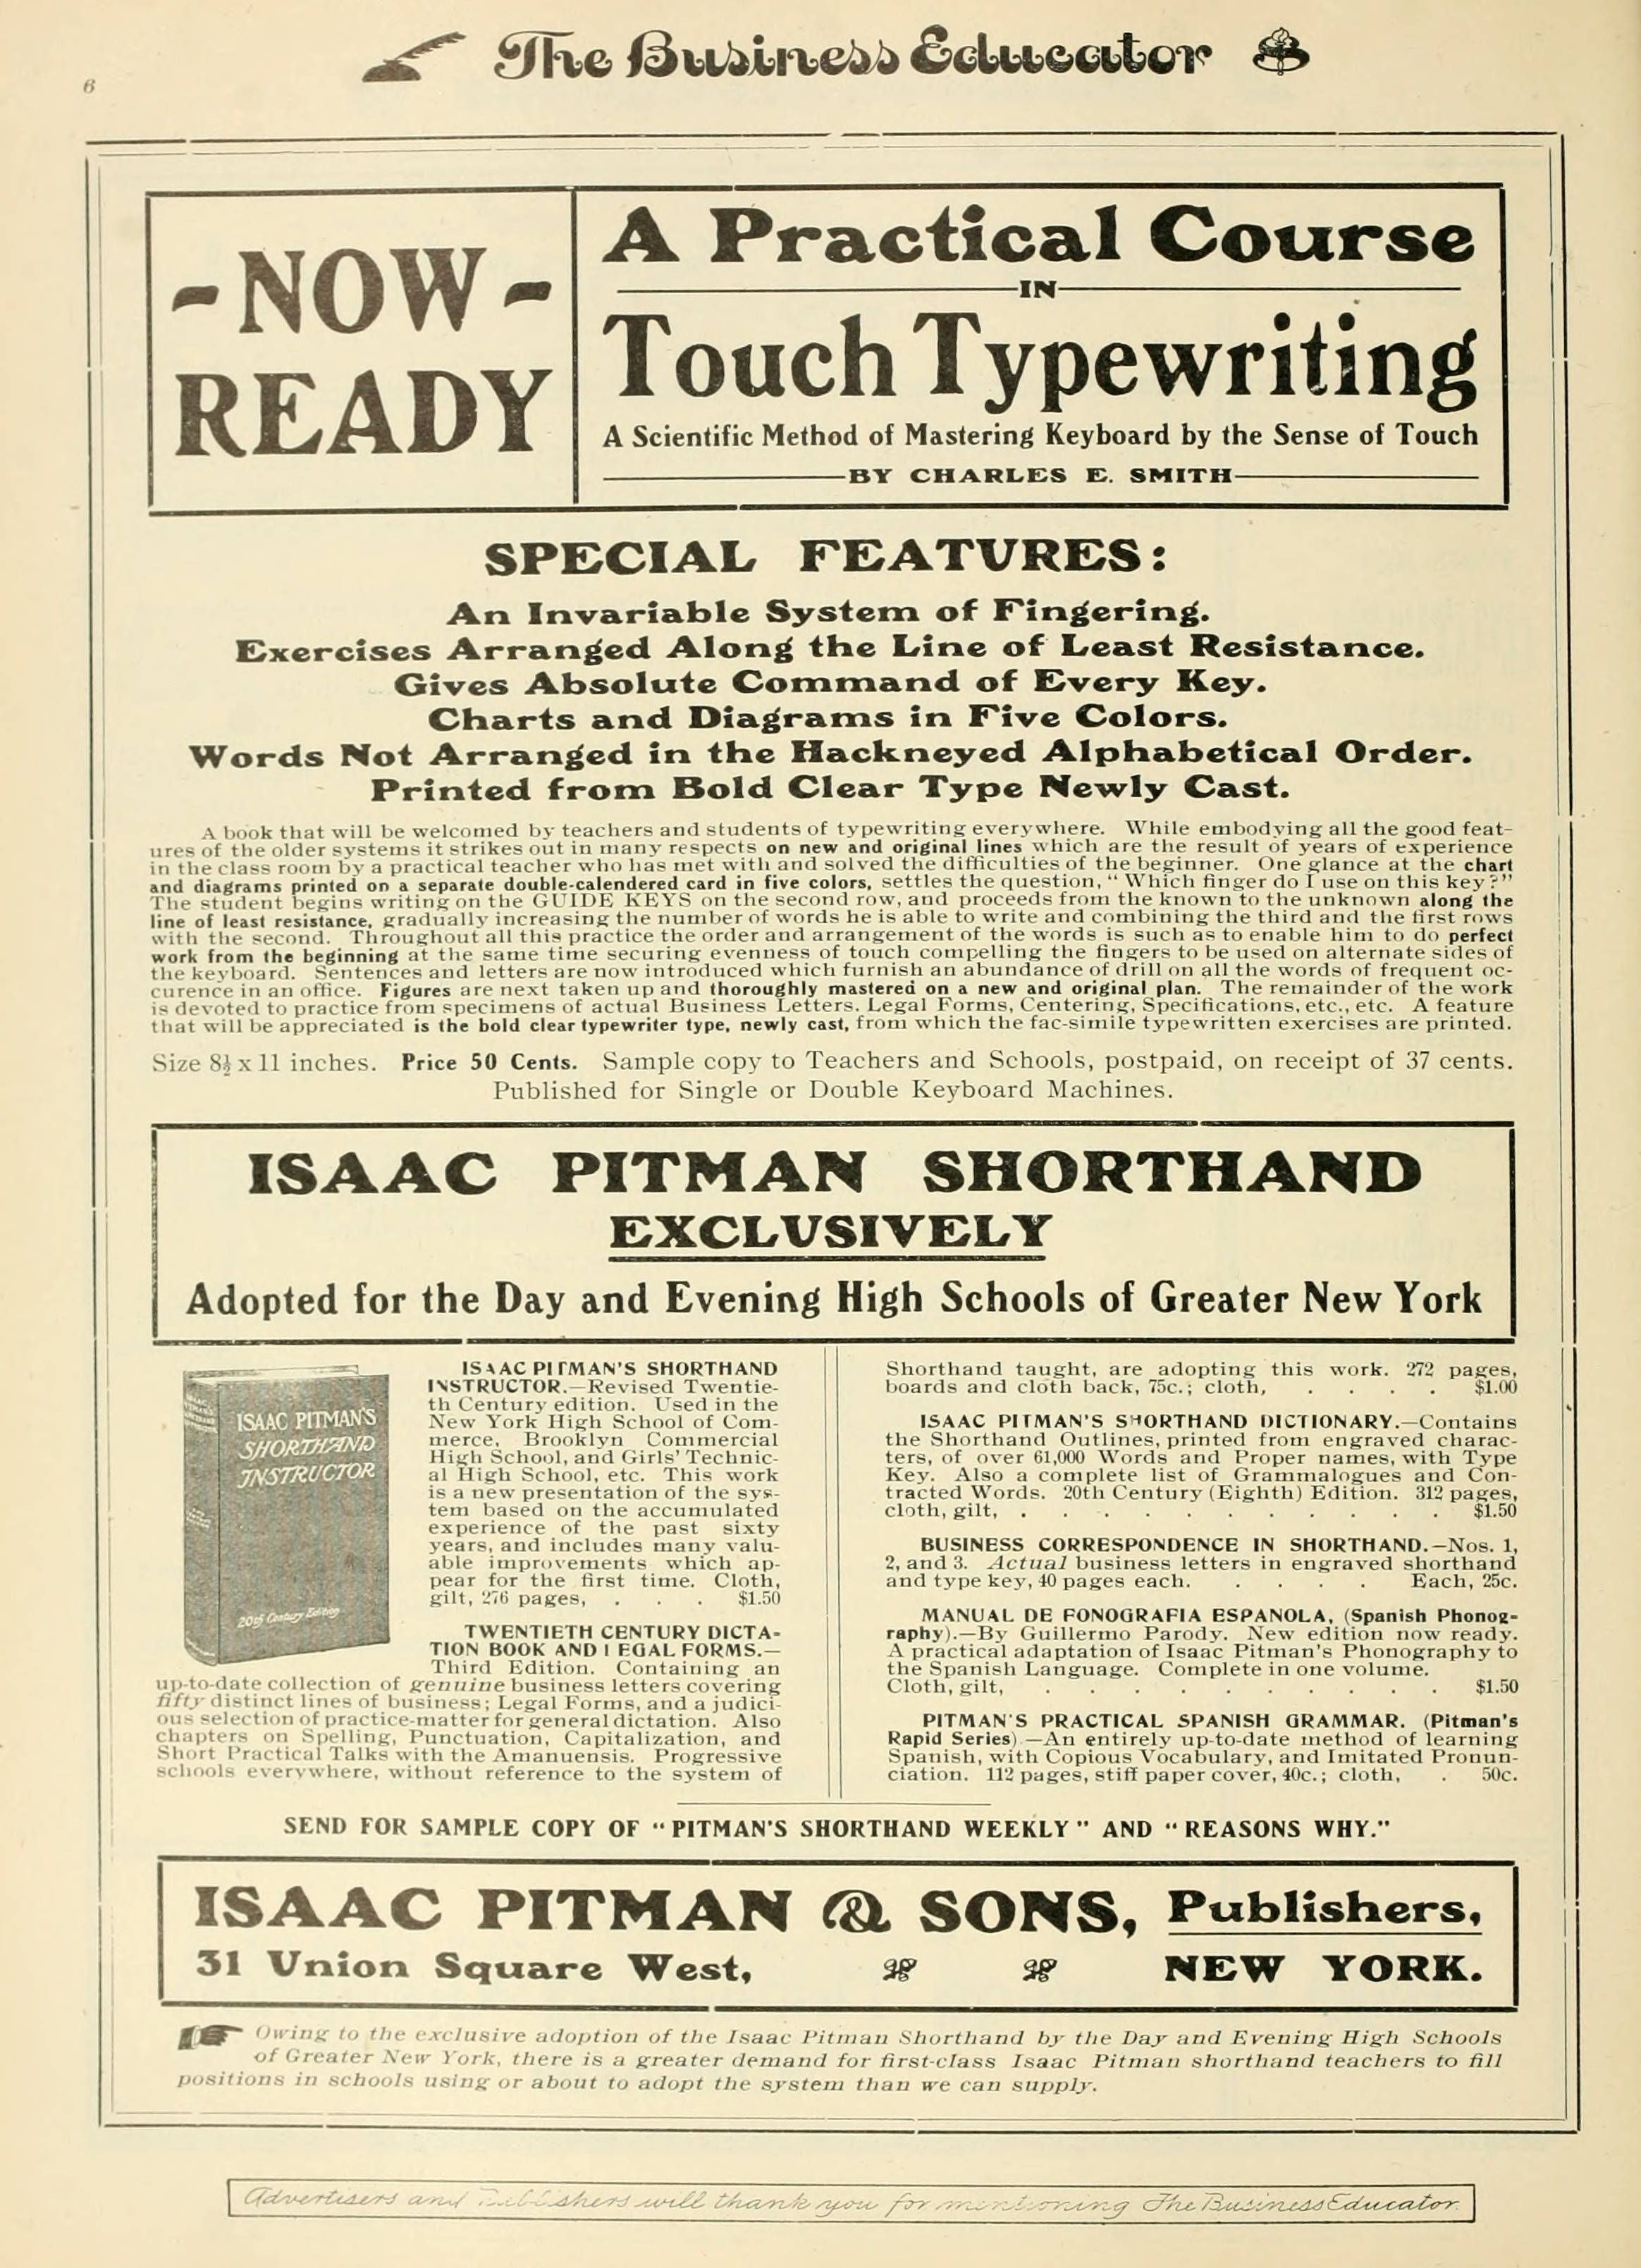 6
The Business Educator
-NOW-
READY
A Practical Course
IN
Touch Typewriting
A Scientific Method of Mastering Keyboard by the Sense of Touch
BY CHARLES E. SMITH
SPECIAL FEATURES:
An Invariable System of Fingering.
Exercises Arranged Along the Line of Least Resistance.
Gives Absolute Command of Every Key.
Charts and Diagrams in Five Colors.
Words Not Arranged in the Hackneyed Alphabetical Order.
Printed from Bold Clear Type Newly Cast.
A book that will be welcomed by teachers and students of typewriting everywhere. While embodying all the good feat-
ures of the older systems it strikes out in many respects on new and original lines which are the result of years of experience
in the class room by a practical teacher who has met with and solved the difficulties of the beginner. One glance at the chart
and diagrams printed on a separate double-calendered card in five colors, settles the question, "Which finger do I use on this key?"
The student begins writing on the GUIDE KEYS on the second row, and proceeds from the known to the unknown along the
line of least resistance, gradually increasing the number of words he is able to write and combining the third and the first rows
with the second. Throughout all this practice the order and arrangement of the words is such as to enable him to do perfect
work from the beginning at the same time securing evenness of touch compelling the fingers to be used on alternate sides of
the keyboard. Sentences and letters are now introduced which furnish an abundance of drill on all the words of frequent oc-
curence in an office. Figures are next taken up and thoroughly mastered on a new and original plan. The remainder of the work
is devoted to practice from specimens of actual Business Letters. Legal Forms, Centering, Specifications, etc., etc. A feature
that will be appreciated is the bold clear typewriter type, newly cast, from which the fac-simile typewritten exercises are printed.
Size 8½ x 11 inches. Price 50 Cents. Sample copy to Teachers and Schools, postpaid, on receipt of 37 cents.
Published for Single or Double Keyboard Machines.
ISAAC PITMAN SHORTHAND
EXCLUSIVELY
Adopted for the Day and Evening High Schools of Greater New York
ISAAC PITMAN'S
SHORTHAND
INSTRUCTOR
20th Century Edition
ISAAC PITMAN'S SHORTHAND
INSTRUCTOR.—Revised Twentie-
th Century edition. Used in the
New York High School of Com-
merce, Brooklyn Commercial
High School, and Girls' Technic-
al High School, etc. This work
is a new presentation of the sys-
tem based on the accumulated
experience of the past sixty
years, and includes many valu-
able improvements which ap-
pear for the first time. Cloth,
gilt, 276 pages, . . . $1.50
TWENTIETH CENTURY DICTA-
TION BOOK AND LEGAL FORMS.—
Third Edition. Containing an
up-to-date collection of genuine business letters covering
fifty distinct lines of business; Legal Forms, and a judici-
ous selection of practice-matter for general dictation. Also
chapters on Spelling, Punctuation, Capitalization, and
Short Practical Talks with the Amanuensis. Progressive
schools everywhere, without reference to the system of
Shorthand taught, are adopting this work. 272 pages,
boards and cloth back, 75c.; cloth, . . . . $1.00
ISAAC PITMAN'S SHORTHAND DICTIONARY.—Contains
the Shorthand Outlines, printed from engraved charac-
ters, of over 61,000 Words and Proper names, with Type
Key. Also a complete list of Grammalogues and Con-
tracted Words. 20th Century (Eighth) Edition. 312 pages,
cloth, gilt, . . . . . . . . . . . . $1.50
BUSINESS CORRESPONDENCE IN SHORTHAND.—Nos. 1,
2, and 3. Actual business letters in engraved shorthand
and type key, 40 pages each. . . . . Each, 25c.
MANUAL DE FONOGRAFIA ESPANOLA, (Spanish Phonog-
raphy).—By Guillermo Parody. New edition now ready.
A practical adaptation of Isaac Pitman's Phonography to
the Spanish Language. Complete in one volume.
Cloth, gilt, . . . . . . . . . . . $1.50
PITMAN'S PRACTICAL SPANISH GRAMMAR. (Pitman's
Rapid Series).—An entirely up-to-date method of learning
Spanish, with Copious Vocabulary, and Imitated Pronun-
ciation. 112 pages, stiff paper cover, 40c.; cloth, . 50c.
SEND FOR SAMPLE COPY OF "PITMAN'S SHORTHAND WEEKLY" AND "REASONS WHY."
ISAAC PITMAN & SONS, Publishers,
31 Union Square West, NEW YORK.
Owing to the exclusive adoption of the Isaac Pitman Shorthand by the Day and Evening High Schools
of Greater New York, there is a greater demand for first-class Isaac Pitman shorthand teachers to fill
positions in schools using or about to adopt the system than we can supply.
Advertisers and Publishers will thank you for mentioning The Business Educator.